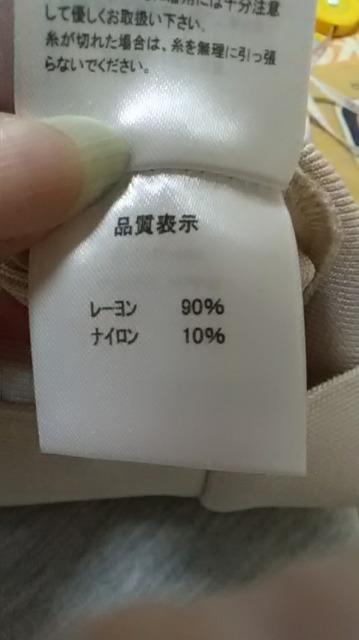 には十分注意
して優しくお取扱い下さい。
糸が切れた場合は、糸を無理に引っ張
らないでください。
品質表示
レーヨン 90%
ナイロン 10%